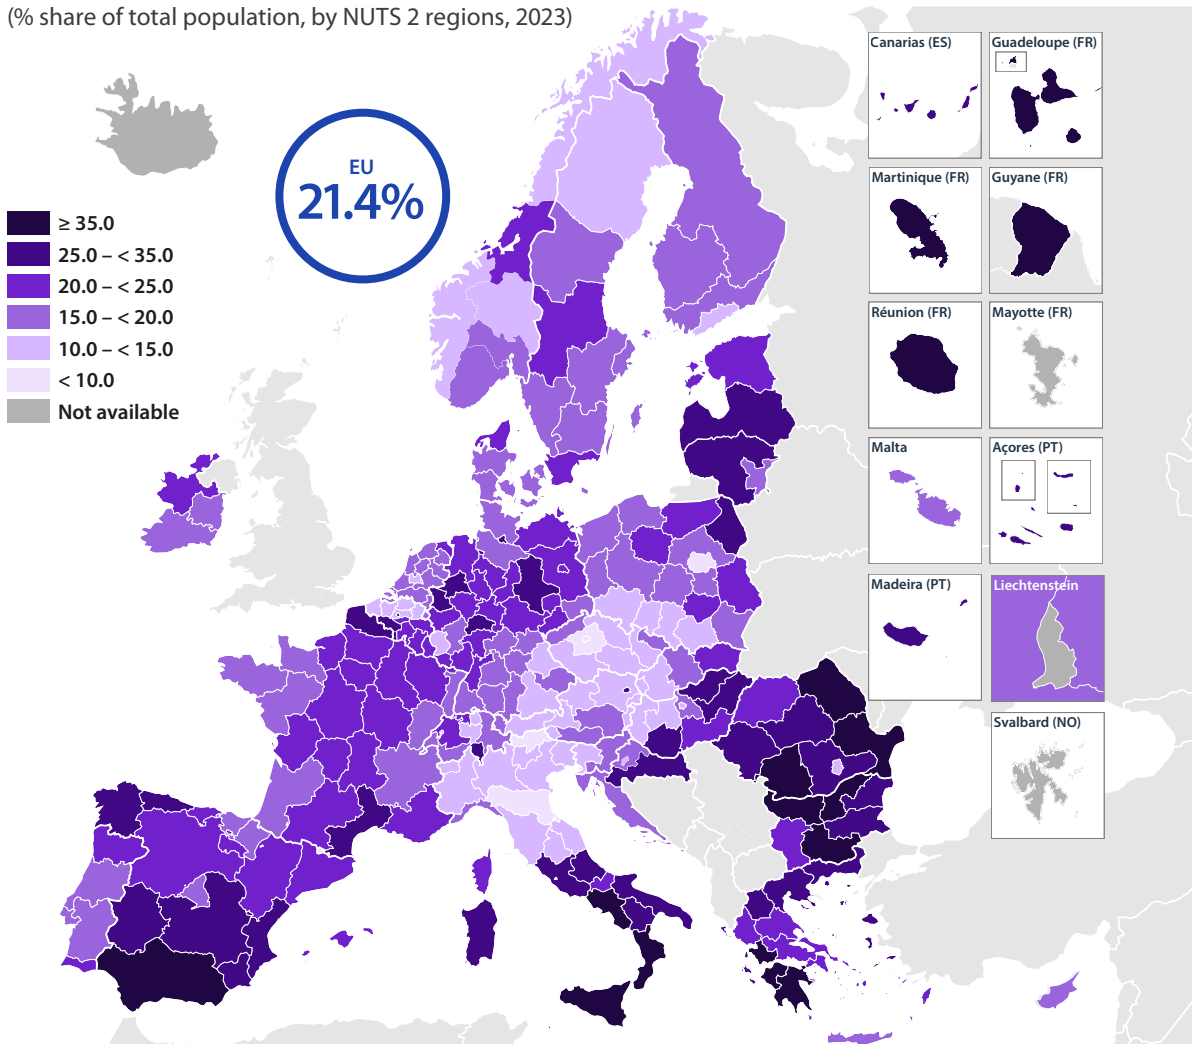 (% share of total population, by NUTS 2 regions, 2023)
EU
21.4%
≥ 35.0
25.0 – < 35.0
20.0 – < 25.0
15.0 – < 20.0
10.0 – < 15.0
< 10.0
Not available
Canarias (ES)
Guadeloupe (FR)
Martinique (FR)
Guyane (FR)
Réunion (FR)
Mayotte (FR)
Malta
Açores (PT)
Madeira (PT)
Liechtenstein
Svalbard (NO)